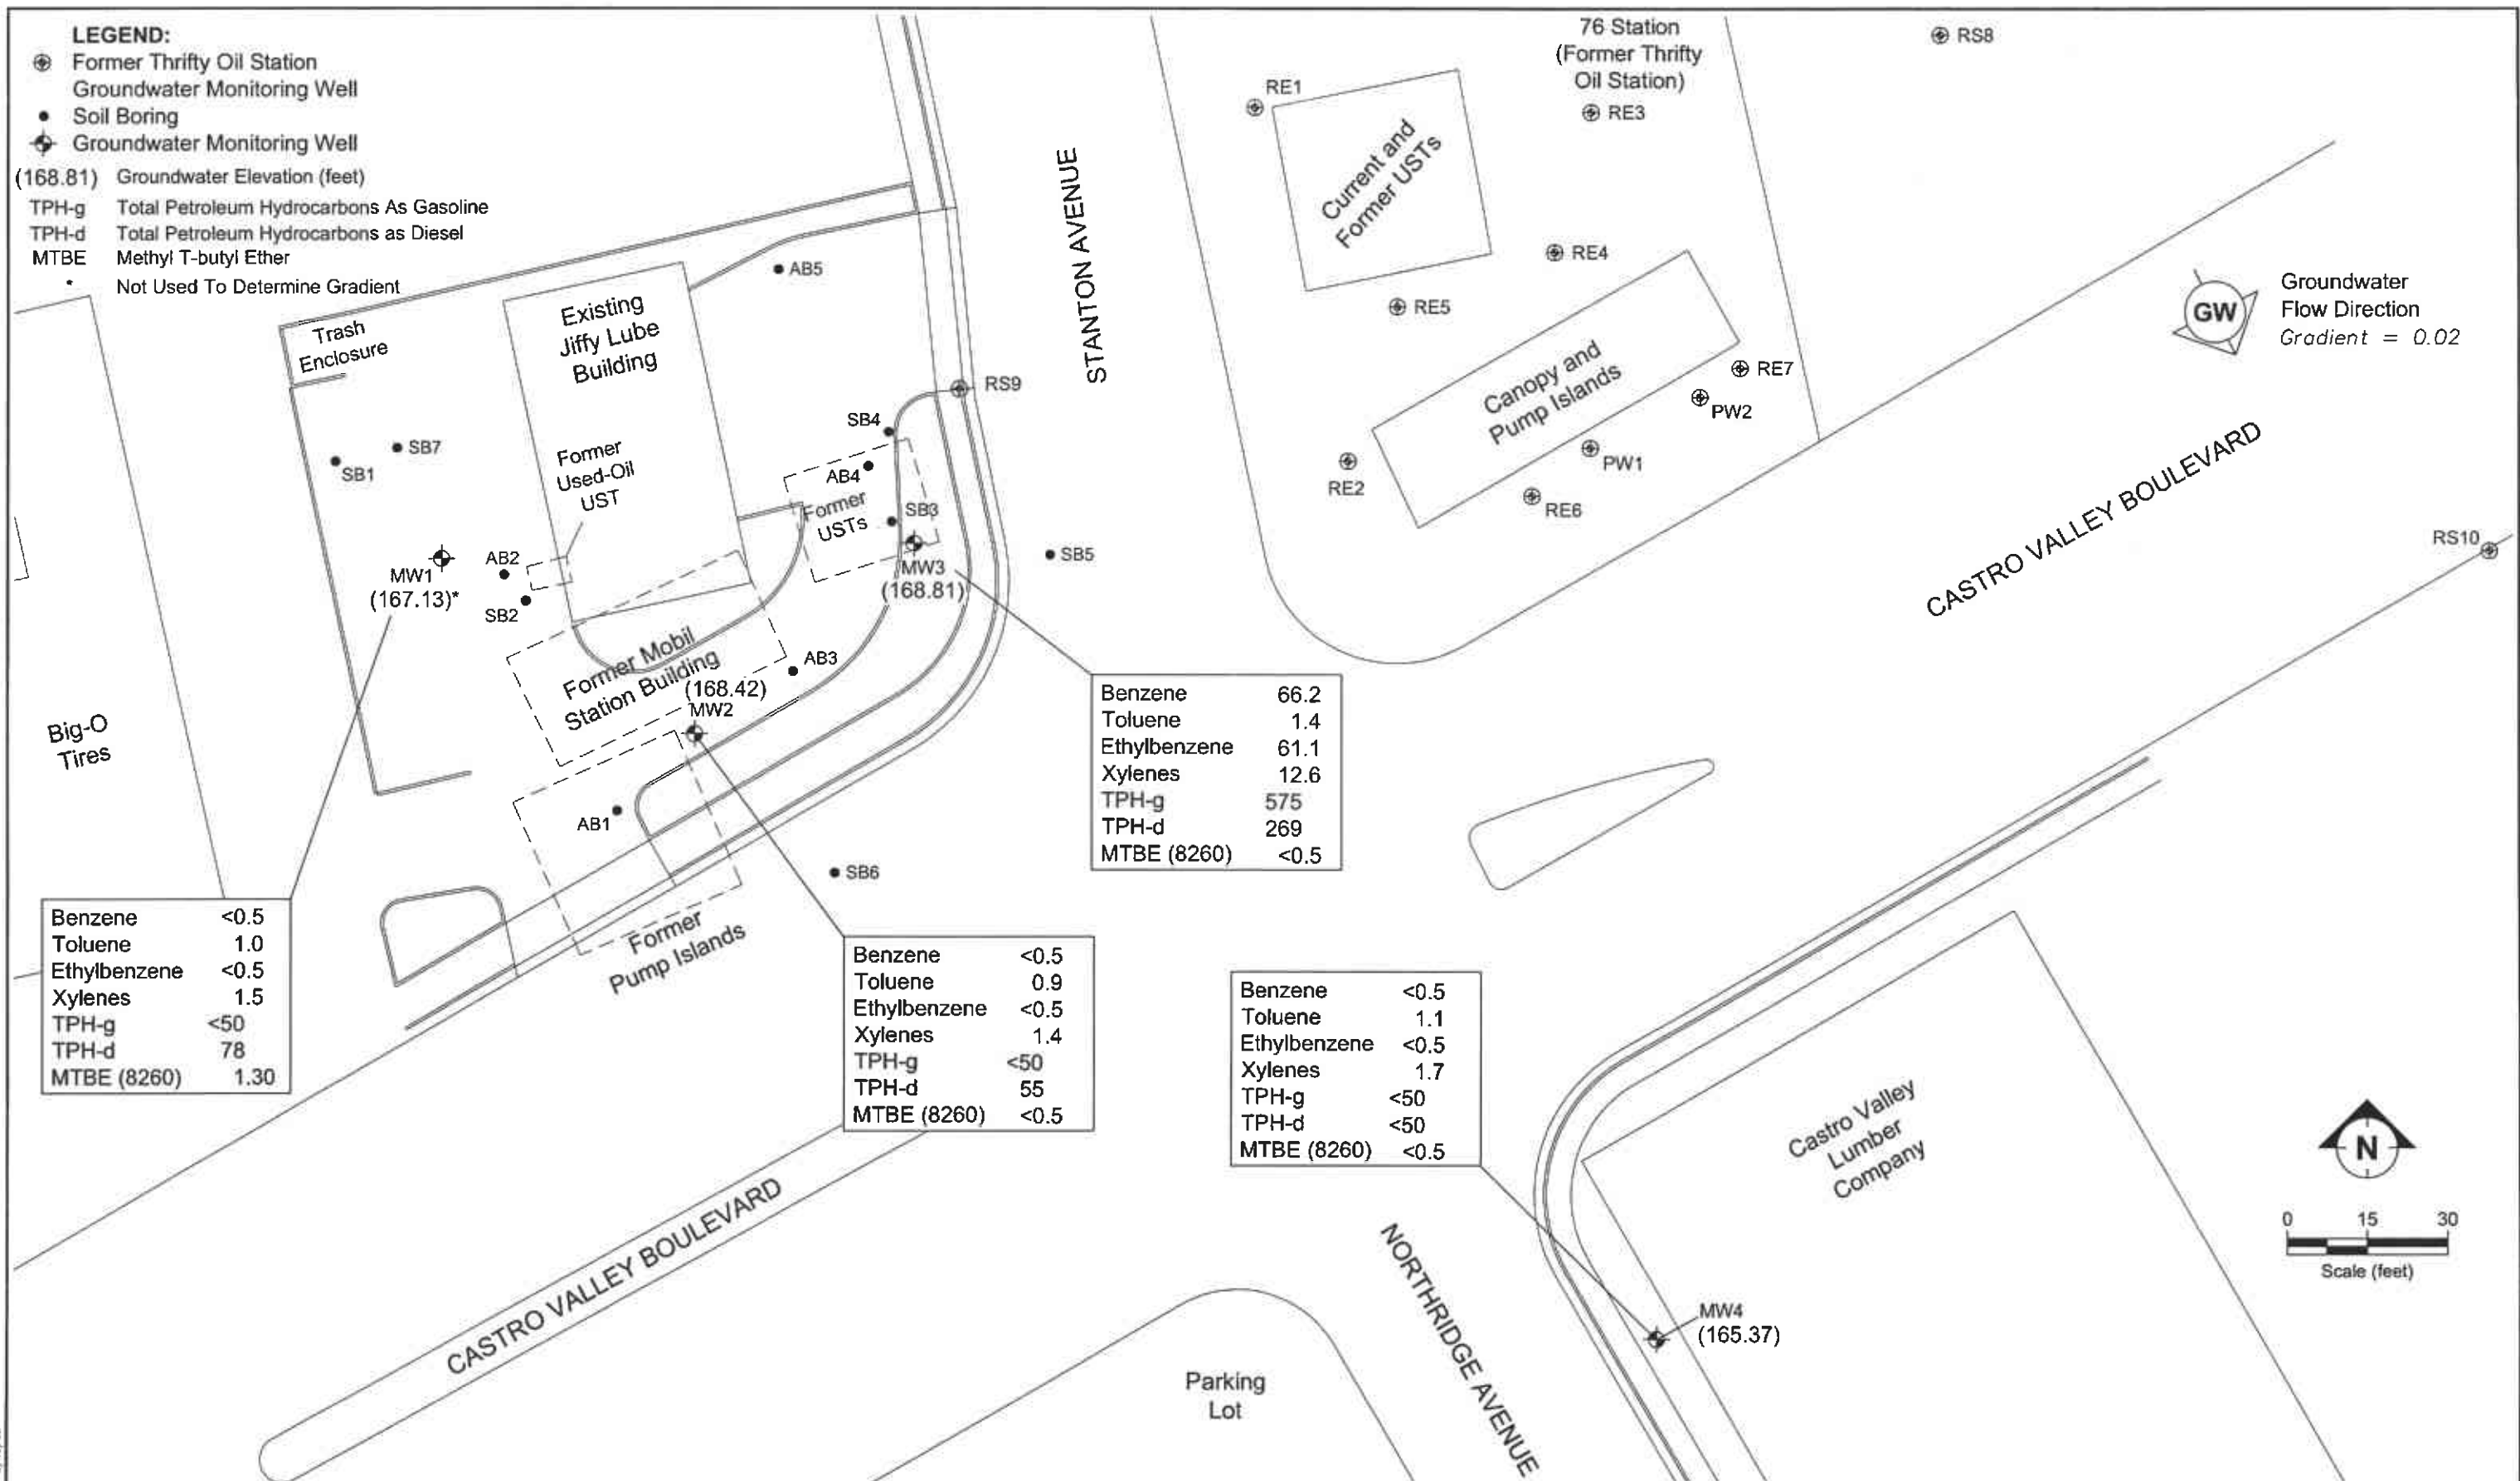 LEGEND:
Former Thrifty Oil Station
Groundwater Monitoring Well
Soil Boring
Groundwater Monitoring Well
(168.81) Groundwater Elevation (feet)
TPH-g Total Petroleum Hydrocarbons As Gasoline
TPH-d Total Petroleum Hydrocarbons as Diesel
MTBE Methyl T-butyl Ether
* Not Used To Determine Gradient
76 Station
(Former Thrifty
Oil Station)
RS8
RE1
RE3
Current and
Former USTs
RE4
RE5
STANTON AVENUE
Groundwater
Flow Direction
Gradient = 0.02
GW
Canopy and
Pump Islands
RE7
PW2
PW1
RE2
RE6
CASTRO VALLEY BOULEVARD
RS10
Trash
Enclosure
Existing
Jiffy Lube
Building
AB5
RS9
SB4
SB7
SB1
Former
Used-Oil
UST
AB4
Former
USTs
SB3
MW3
(168.81)
SB5
MW1
(167.13)*
AB2
SB2
Former Mobil
Station Building
AB3
(168.42)
MW2
Big-O
Tires
AB1
SB6
Former
Pump Islands
Benzene 66.2
Toluene 1.4
Ethylbenzene 61.1
Xylenes 12.6
TPH-g 575
TPH-d 269
MTBE (8260) <0.5
Benzene <0.5
Toluene 1.0
Ethylbenzene <0.5
Xylenes 1.5
TPH-g <50
TPH-d 78
MTBE (8260) 1.30
Benzene <0.5
Toluene 0.9
Ethylbenzene <0.5
Xylenes 1.4
TPH-g <50
TPH-d 55
MTBE (8260) <0.5
Benzene <0.5
Toluene 1.1
Ethylbenzene <0.5
Xylenes 1.7
TPH-g <50
TPH-d <50
MTBE (8260) <0.5
Castro Valley
Lumber
Company
N
0 15 30
Scale (feet)
CASTRO VALLEY BOULEVARD
NORTHRIDGE AVENUE
MW4
(165.37)
Parking
Lot